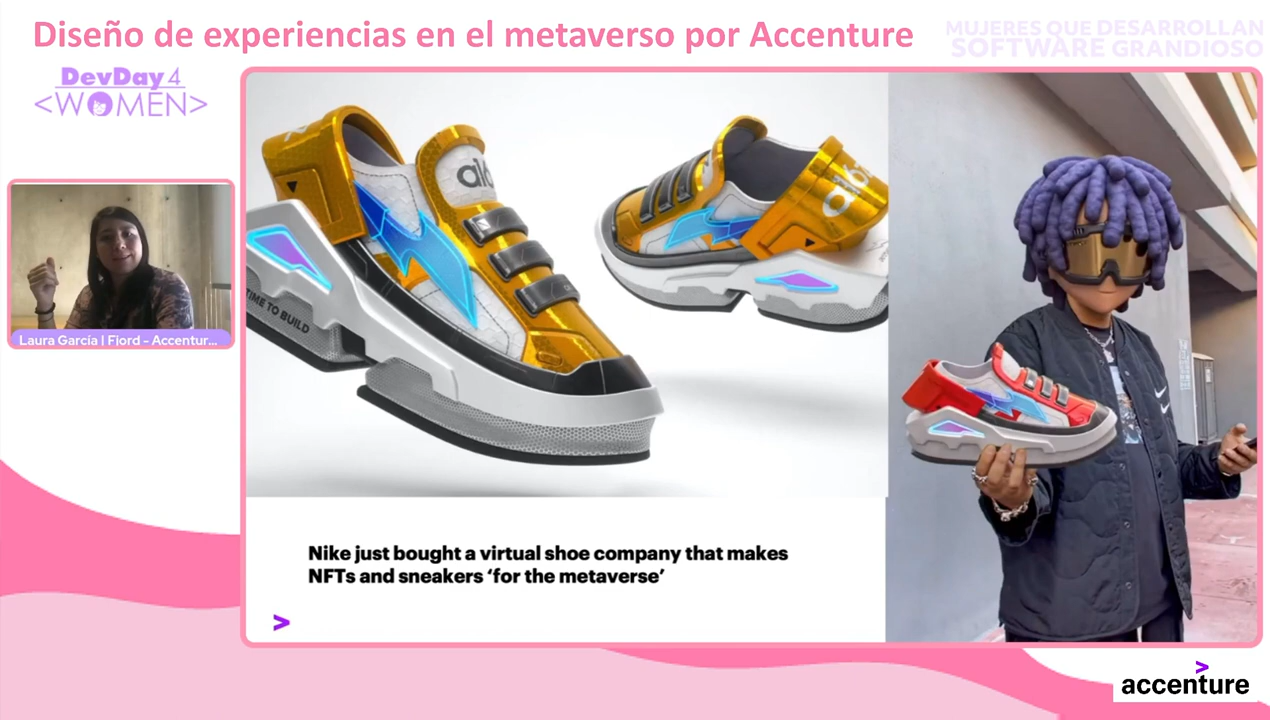 Diseño de experiencias en el metaverso por Accenture
MUJERES QUE DESARROLLAN
SOFTWARE GRANDIOSO
DevDay4
<WOMEN>
Laura García | Fjord - Accentur...
TIME TO BUILD
Nike just bought a virtual shoe company that makes
NFTs and sneakers ‘for the metaverse’
>
accenture